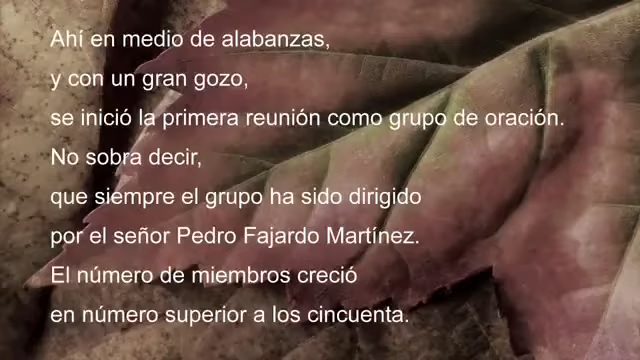 Ahí en medio de alabanzas,
y con un gran gozo,
se inició la primera reunión como grupo de oración.
No sobra decir,
que siempre el grupo ha sido dirigido
por el señor Pedro Fajardo Martínez.
El número de miembros creció
en número superior a los cincuenta.